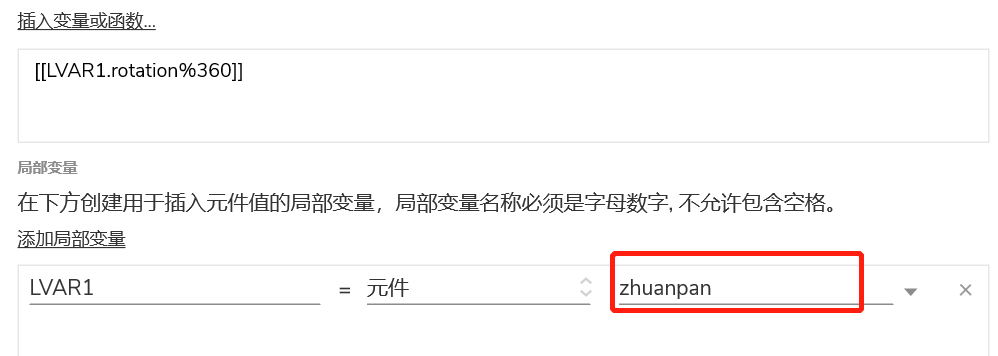 插入变量或函数...
[[LVAR1.rotation%360]]
局部变量
在下方创建用于插入元件值的局部变量，局部变量名称必须是字母数字, 不允许包含空格。
添加局部变量
LVAR1 = 元件 zhuanpan